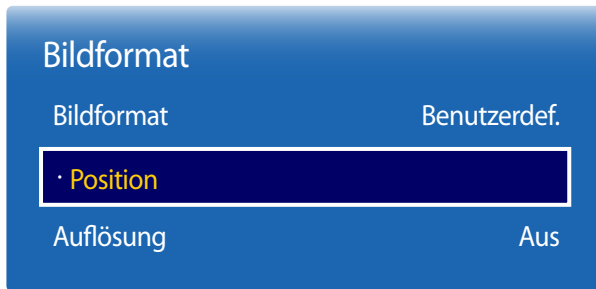 Bildformat
Bildformat Benutzerdef.
· Position
Auflösung Aus